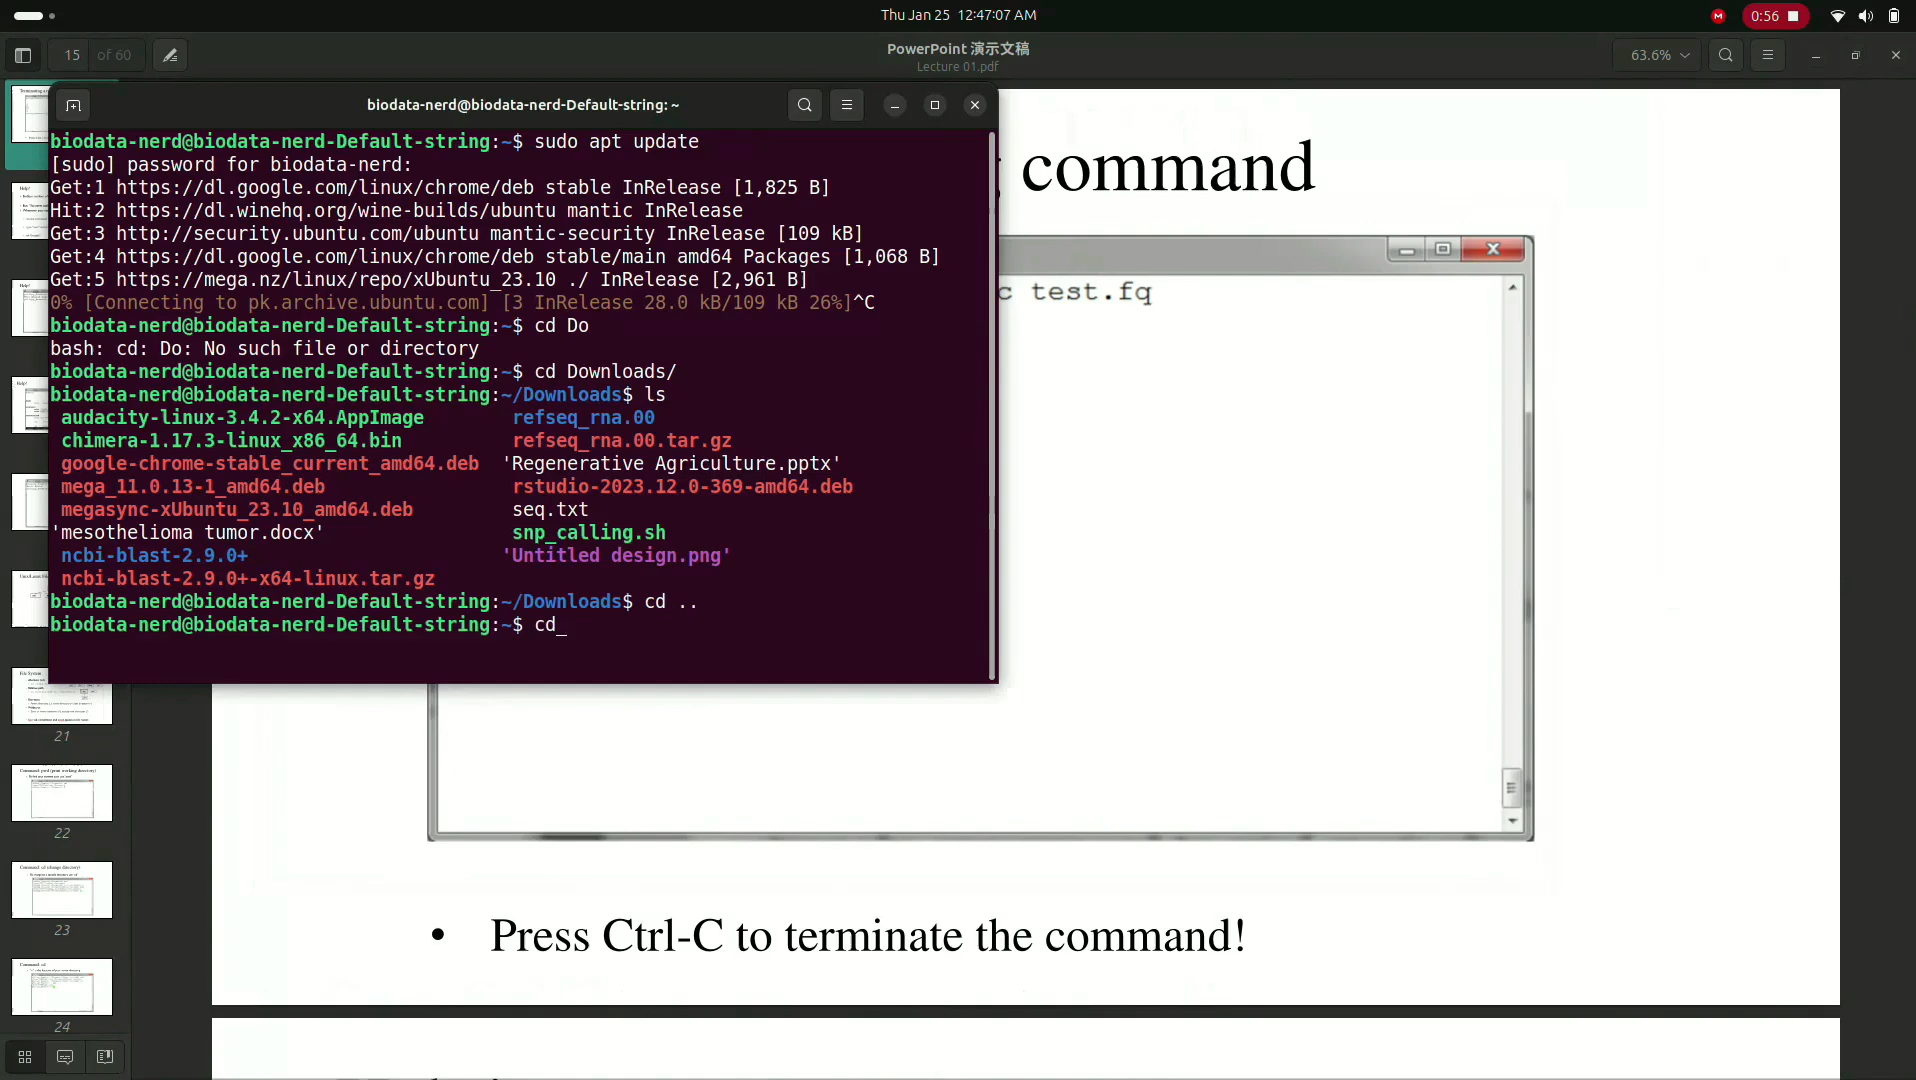 Thu Jan 25 12:47:07 AM
0:56
15 of 60
PowerPoint 演示文稿
Lecture 01.pdf
63.6%
biodata-nerd@biodata-nerd-Default-string: ~
biodata-nerd@biodata-nerd-Default-string:~$ sudo apt update
[sudo] password for biodata-nerd:
Get:1 https://dl.google.com/linux/chrome/deb stable InRelease [1,825 B]
Hit:2 https://dl.winehq.org/wine-builds/ubuntu mantic InRelease
Get:3 http://security.ubuntu.com/ubuntu mantic-security InRelease [109 kB]
Get:4 https://dl.google.com/linux/chrome/deb stable/main amd64 Packages [1,068 B]
Get:5 https://mega.nz/linux/repo/xUbuntu_23.10 ./ InRelease [2,961 B]
0% [Connecting to pk.archive.ubuntu.com] [3 InRelease 28.0 kB/109 kB 26%]^C
biodata-nerd@biodata-nerd-Default-string:~$ cd Do
bash: cd: Do: No such file or directory
biodata-nerd@biodata-nerd-Default-string:~$ cd Downloads/
biodata-nerd@biodata-nerd-Default-string:~/Downloads$ ls
audacity-linux-3.4.2-x64.AppImage refseq_rna.00
chimera-1.17.3-linux_x86_64.bin refseq_rna.00.tar.gz
google-chrome-stable_current_amd64.deb 'Regenerative Agriculture.pptx'
mega_11.0.13-1_amd64.deb rstudio-2023.12.0-369-amd64.deb
megasync-xUbuntu_23.10_amd64.deb seq.txt
'mesothelioma tumor.docx' snp_calling.sh
ncbi-blast-2.9.0+ 'Untitled design.png'
ncbi-blast-2.9.0+-x64-linux.tar.gz
biodata-nerd@biodata-nerd-Default-string:~/Downloads$ cd ..
biodata-nerd@biodata-nerd-Default-string:~$ cd_
command
c test.fq
• Press Ctrl-C to terminate the command!
21
22
23
24